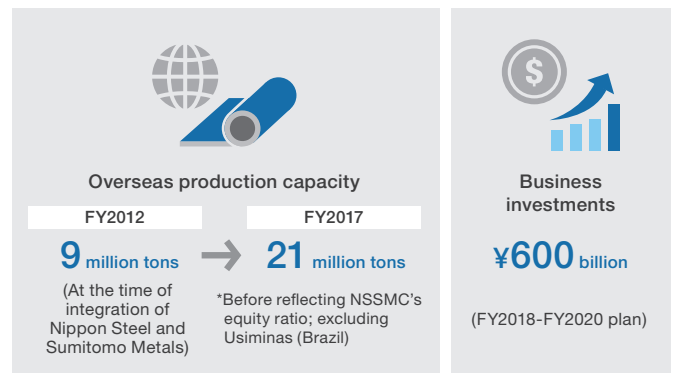 Overseas production capacity
FY2012
9 million tons
(At the time of
integration of
Nippon Steel and
Sumitomo Metals)
→
FY2017
21 million tons
*Before reflecting NSSMC's
equity ratio; excluding
Usiminas (Brazil)
$
Business
investments
¥600 billion
(FY2018-FY2020 plan)